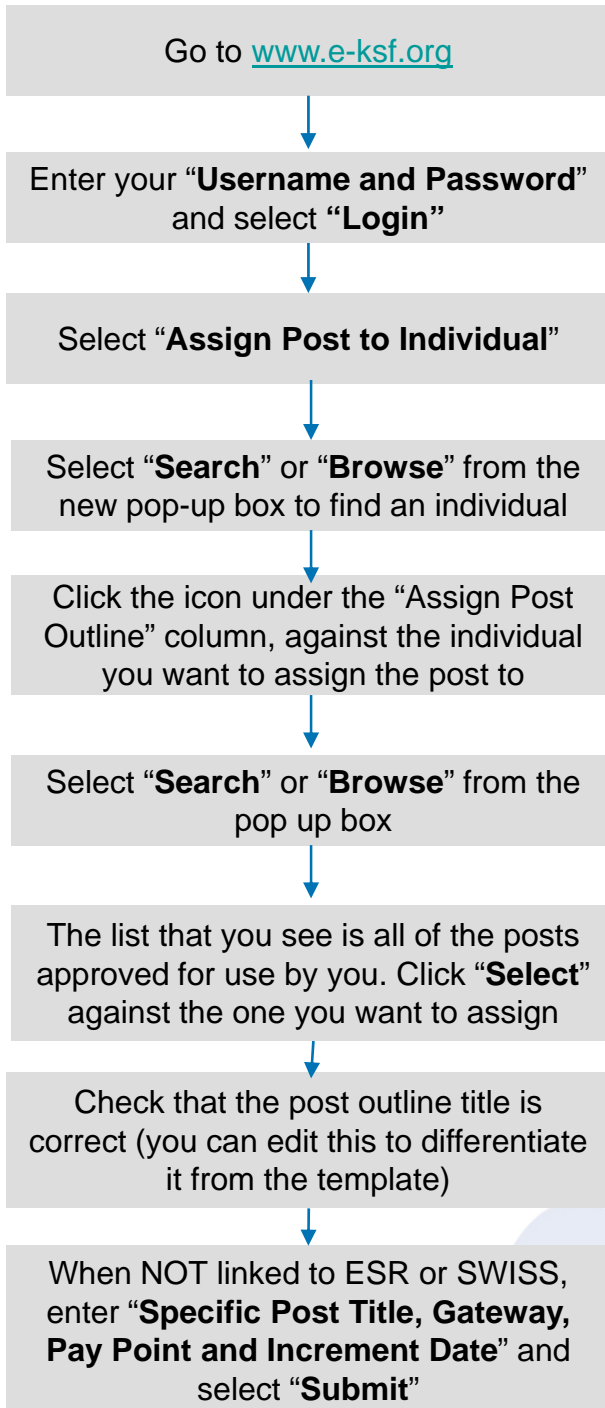 Go to www.e-ksf.org
Enter your “Username and Password”
and select “Login”
Select “Assign Post to Individual”
Select “Search” or “Browse” from the
new pop-up box to find an individual
Click the icon under the “Assign Post
Outline” column, against the individual
you want to assign the post to
Select “Search” or “Browse” from the
pop up box
The list that you see is all of the posts
approved for use by you. Click “Select”
against the one you want to assign
Check that the post outline title is
correct (you can edit this to differentiate
it from the template)
When NOT linked to ESR or SWISS,
enter “Specific Post Title, Gateway,
Pay Point and Increment Date” and
select “Submit”